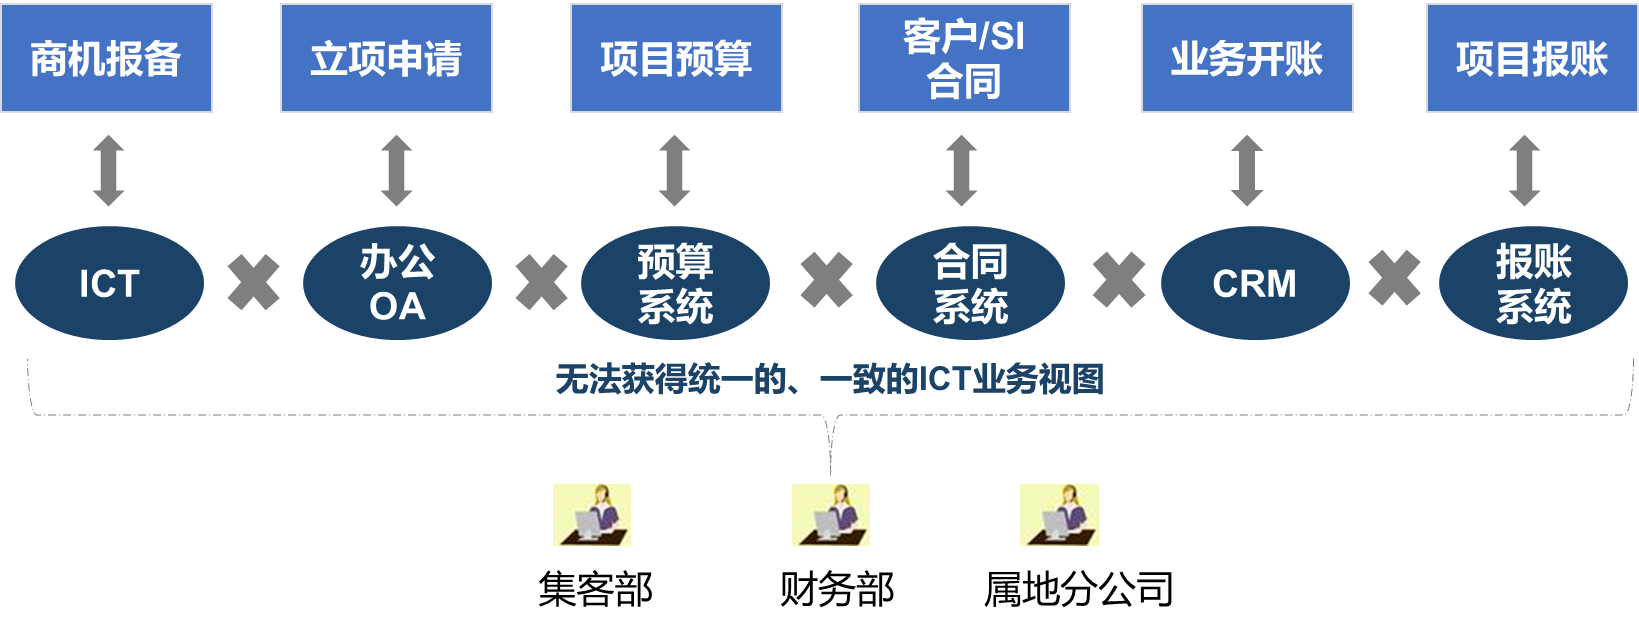 商机报备
立项申请
项目预算
客户/SI
合同
业务开账
项目报账
ICT
办公
OA
预算
系统
合同
系统
CRM
报账
系统
无法获得统一的、一致的ICT业务视图
集客部
财务部
属地分公司